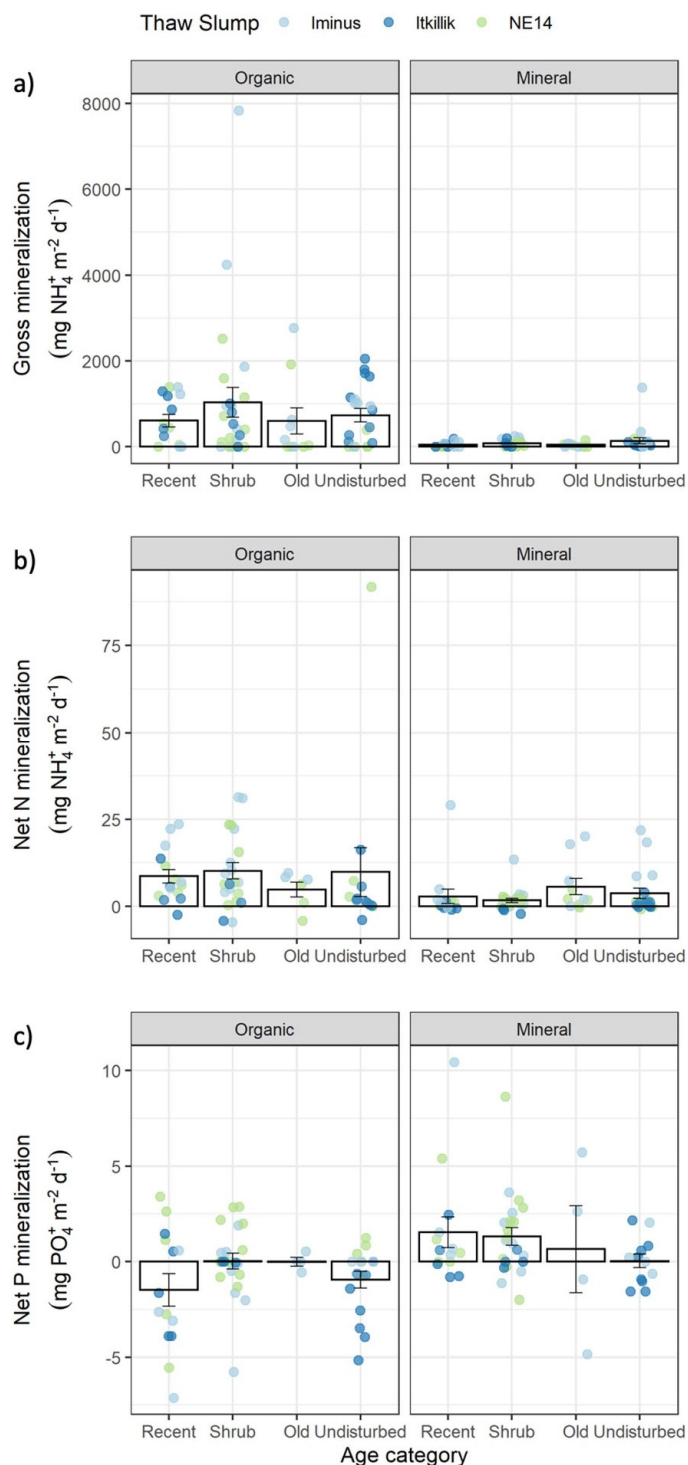 Thaw Slump Iminus Itkillik NE14
a)
Organic Mineral
Gross mineralization
(mg NH₄⁺ m⁻² d⁻¹)
8000
6000
4000
2000
0
Recent Shrub Old Undisturbed Recent Shrub Old Undisturbed
b)
Organic Mineral
Net N mineralization
(mg NH₄⁺ m⁻² d⁻¹)
75
50
25
0
Recent Shrub Old Undisturbed Recent Shrub Old Undisturbed
c)
Organic Mineral
Net P mineralization
(mg PO₄⁺ m⁻² d⁻¹)
10
5
0
-5
Recent Shrub Old Undisturbed Recent Shrub Old Undisturbed
Age category